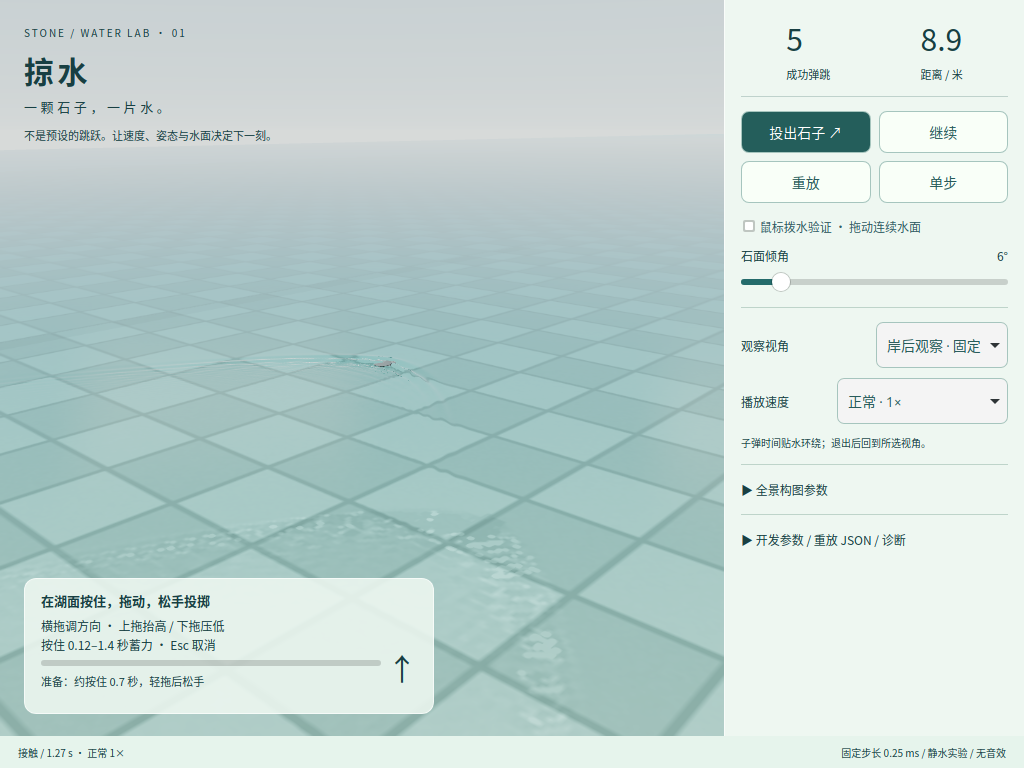 STONE / WATER LAB · 01
掠水
一颗石子，一片水。
不是预设的跳跃。让速度、姿态与水面决定下一刻。
5
成功弹跳
8.9
距离 / 米
投出石子 ↗
继续
重放
单步
鼠标拨水验证 · 拖动连续水面
石面倾角
6°
观察视角
岸后观察 · 固定
播放速度
正常 · 1×
子弹时间贴水环绕；退出后回到所选视角。
▶ 全景构图参数
▶ 开发参数 / 重放 JSON / 诊断
在湖面按住，拖动，松手投掷
横拖调方向 · 上拖抬高 / 下拖压低
按住 0.12–1.4 秒蓄力 · Esc 取消
↑
准备：约按住 0.7 秒，轻拖后松手
接触 / 1.27 s · 正常 1×
固定步长 0.25 ms / 静水实验 / 无音效